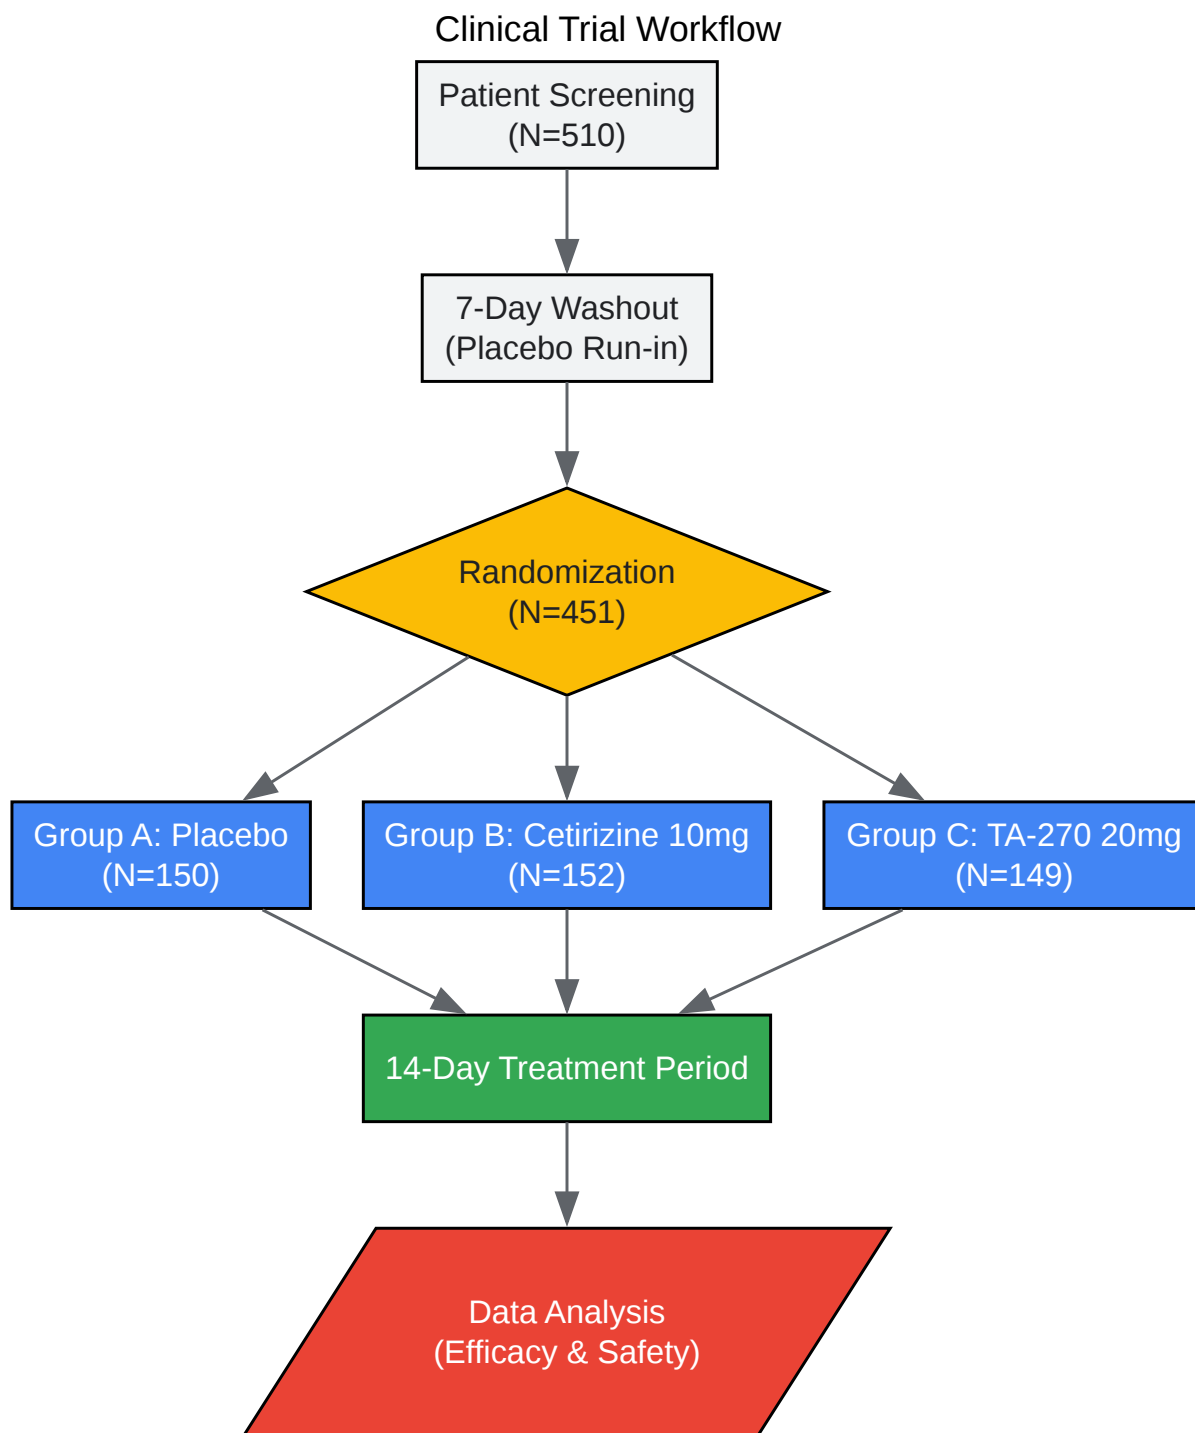 Clinical Trial Workflow
Patient Screening
(N=510)
7-Day Washout
(Placebo Run-in)
Randomization
(N=451)
Group A: Placebo
(N=150)
Group B: Cetirizine 10mg
(N=152)
Group C: TA-270 20mg
(N=149)
14-Day Treatment Period
Data Analysis
(Efficacy & Safety)